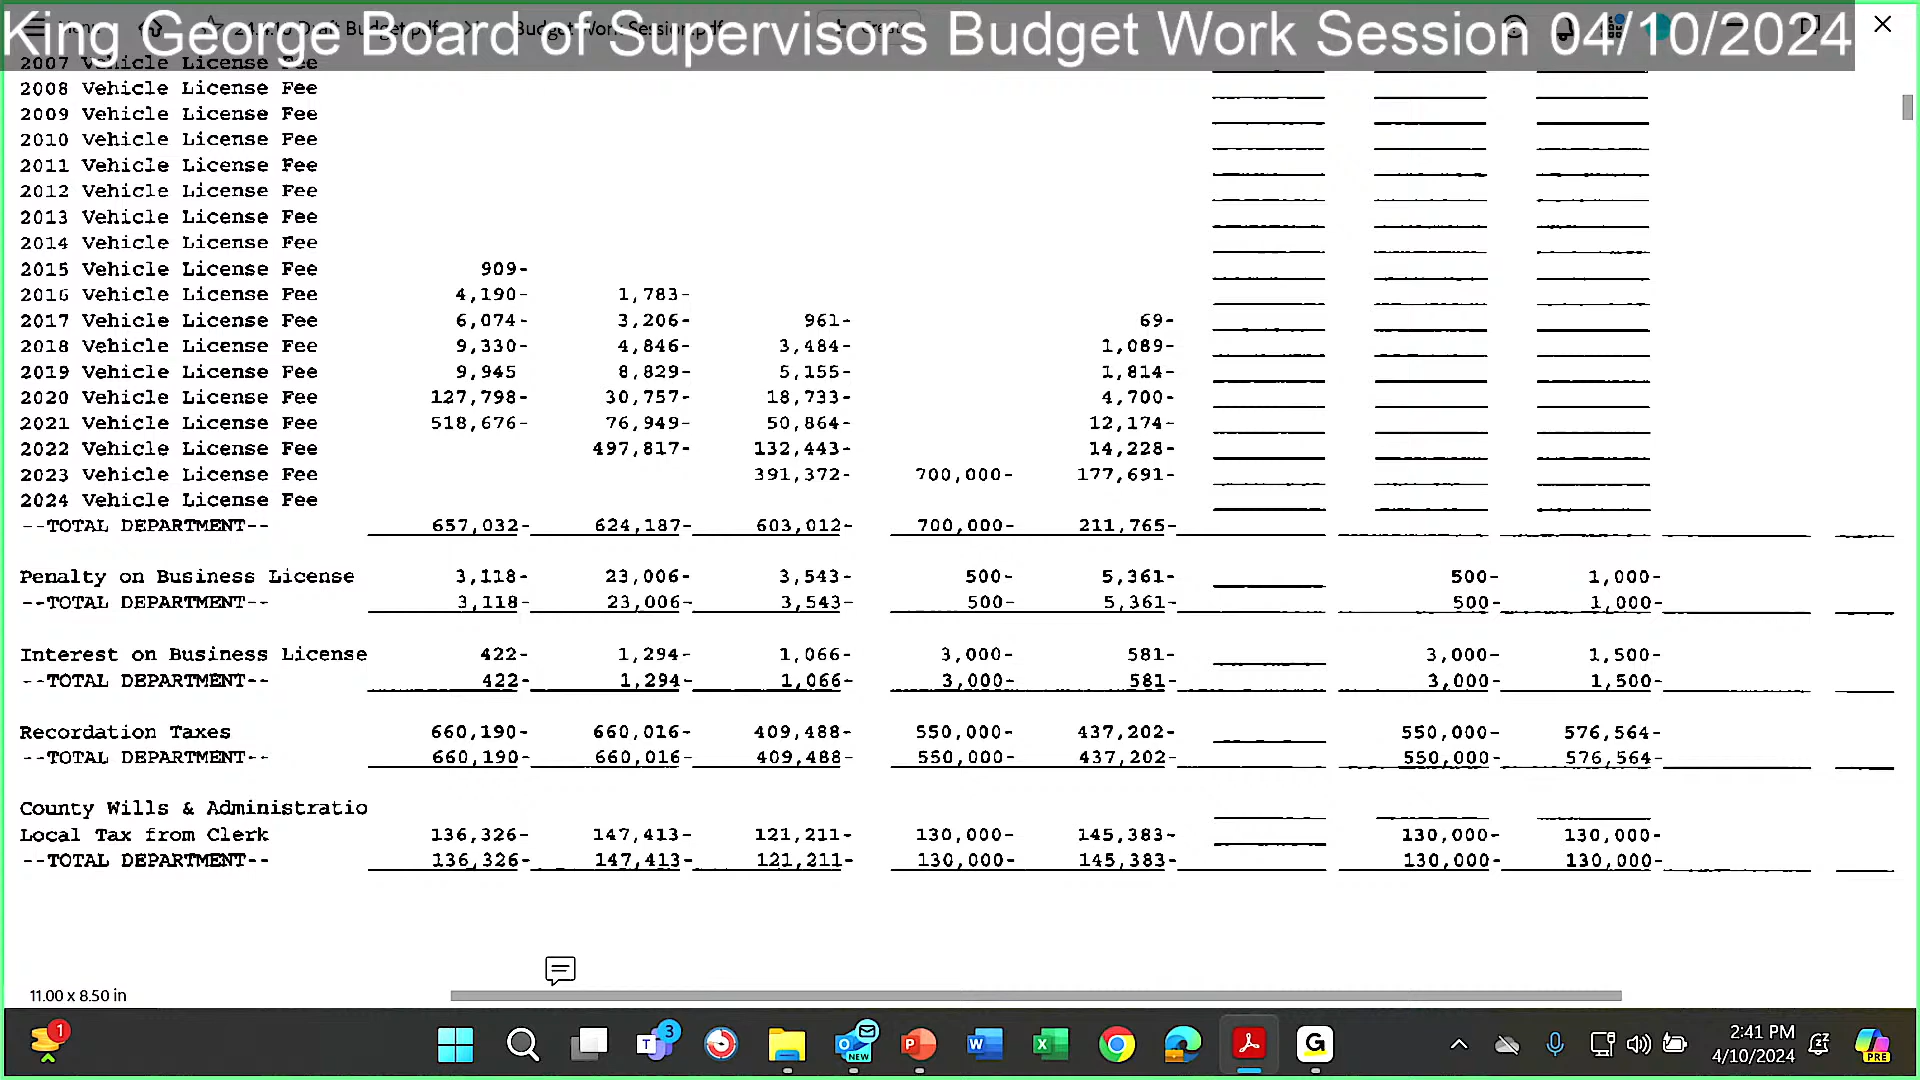 King George Board of Supervisors Budget Work Session 04/10/2024
2007 Vehicle License Fee
2008 Vehicle License Fee
2009 Vehicle License Fee
2010 Vehicle License Fee
2011 Vehicle License Fee
2012 Vehicle License Fee
2013 Vehicle License Fee
2014 Vehicle License Fee
2015 Vehicle License Fee 909-
2016 Vehicle License Fee 4,190- 1,783-
2017 Vehicle License Fee 6,074- 3,206- 961- 69-
2018 Vehicle License Fee 9,330- 4,846- 3,484- 1,089-
2019 Vehicle License Fee 9,945 8,829- 5,155- 1,814-
2020 Vehicle License Fee 127,798- 30,757- 18,733- 4,700-
2021 Vehicle License Fee 518,676- 76,949- 50,864- 12,174-
2022 Vehicle License Fee 497,817- 132,443- 14,228-
2023 Vehicle License Fee 391,372- 700,000- 177,691-
2024 Vehicle License Fee
--TOTAL DEPARTMENT-- 657,032- 624,187- 603,012- 700,000- 211,765-
Penalty on Business License 3,118- 23,006- 3,543- 500- 5,361- 500- 1,000-
--TOTAL DEPARTMENT-- 3,118- 23,006- 3,543- 500- 5,361- 500- 1,000-
Interest on Business License 422- 1,294- 1,066- 3,000- 581- 3,000- 1,500-
--TOTAL DEPARTMENT-- 422- 1,294- 1,066- 3,000- 581- 3,000- 1,500-
Recordation Taxes 660,190- 660,016- 409,488- 550,000- 437,202- 550,000- 576,564-
--TOTAL DEPARTMENT-- 660,190- 660,016- 409,488- 550,000- 437,202- 550,000- 576,564-
County Wills & Administratio
Local Tax from Clerk 136,326- 147,413- 121,211- 130,000- 145,383- 130,000- 130,000-
--TOTAL DEPARTMENT-- 136,326- 147,413- 121,211- 130,000- 145,383- 130,000- 130,000-
11.00 x 8.50 in
1
3
NEW
2:41 PM
4/10/2024
PRE